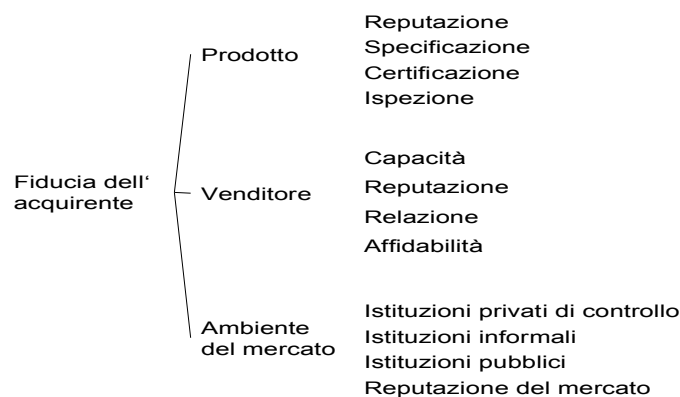 Fiducia dell‘
acquirente
Prodotto
Reputazione
Specificazione
Certificazione
Ispezione
Venditore
Capacità
Reputazione
Relazione
Affidabilità
Ambiente
del mercato
Istituzioni privati di controllo
Istituzioni informali
Istituzioni pubblici
Reputazione del mercato